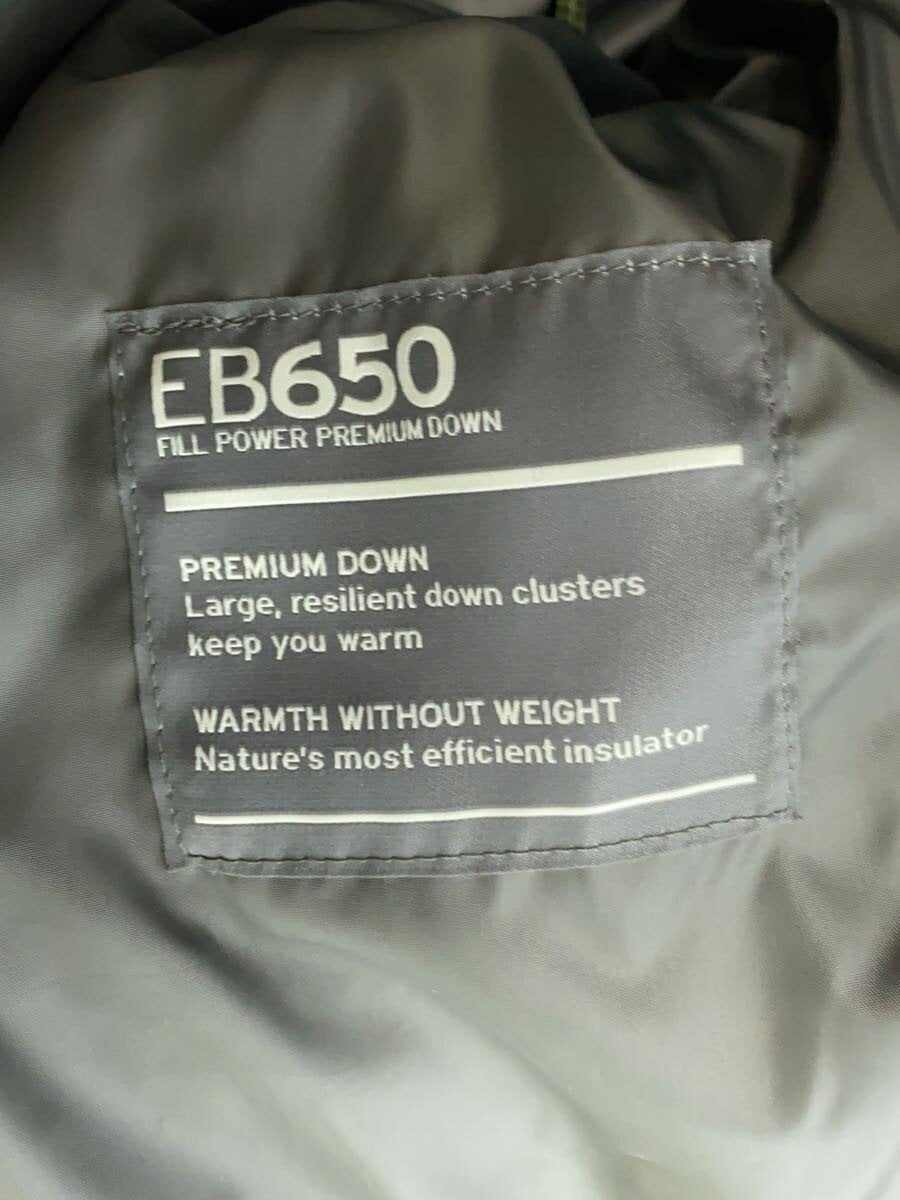 EB650
FILL POWER PREMIUM DOWN
PREMIUM DOWN
Large, resilient down clusters
keep you warm
WARMTH WITHOUT WEIGHT
Nature's most efficient insulator